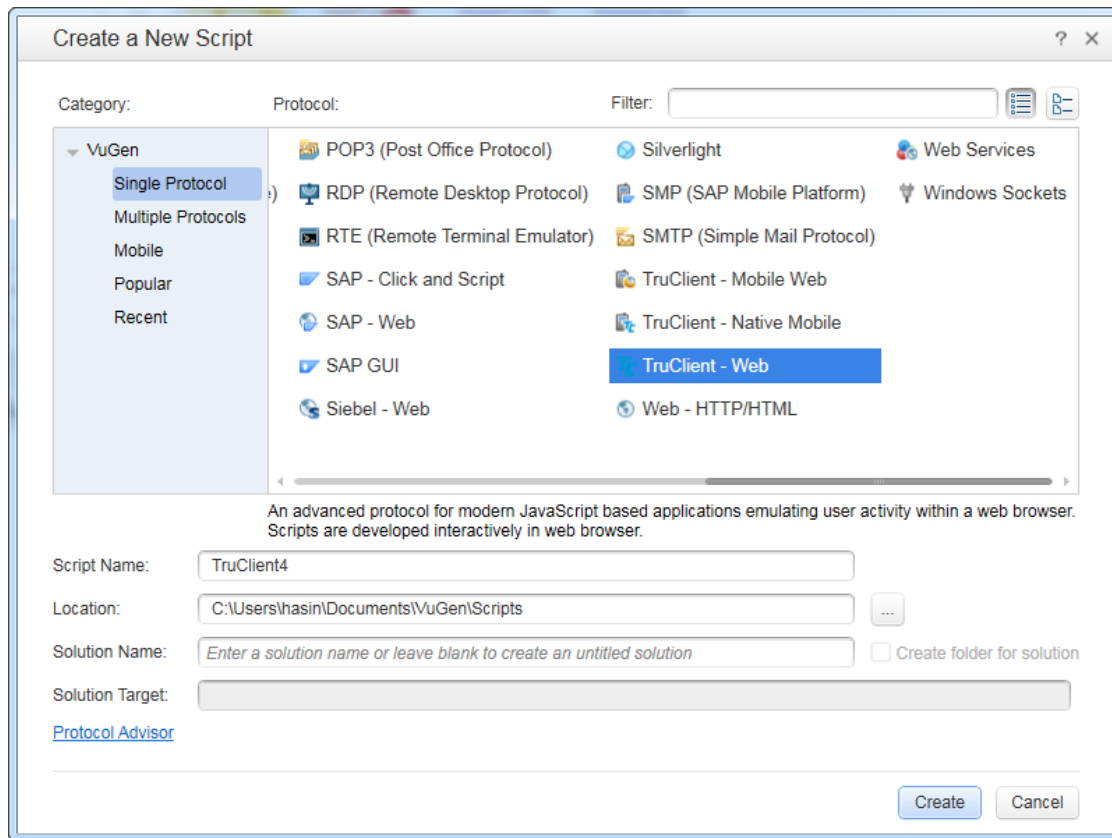 Create a New Script
?
Category:
Protocol:
Filter:
VuGen
Single Protocol
Multiple Protocols
Mobile
Popular
Recent
)
POP3 (Post Office Protocol)
RDP (Remote Desktop Protocol)
RTE (Remote Terminal Emulator)
SAP - Click and Script
SAP - Web
SAP GUI
Siebel - Web
Silverlight
SMP (SAP Mobile Platform)
SMTP (Simple Mail Protocol)
TruClient - Mobile Web
TruClient - Native Mobile
TruClient - Web
Web - HTTP/HTML
Web Services
Windows Sockets
An advanced protocol for modern JavaScript based applications emulating user activity within a web browser.
Scripts are developed interactively in web browser.
Script Name: TruClient4
Location: C:\Users\hasin\Documents\VuGen\Scripts
...
Solution Name: Enter a solution name or leave blank to create an untitled solution
Create folder for solution
Solution Target:
Protocol Advisor
Create
Cancel